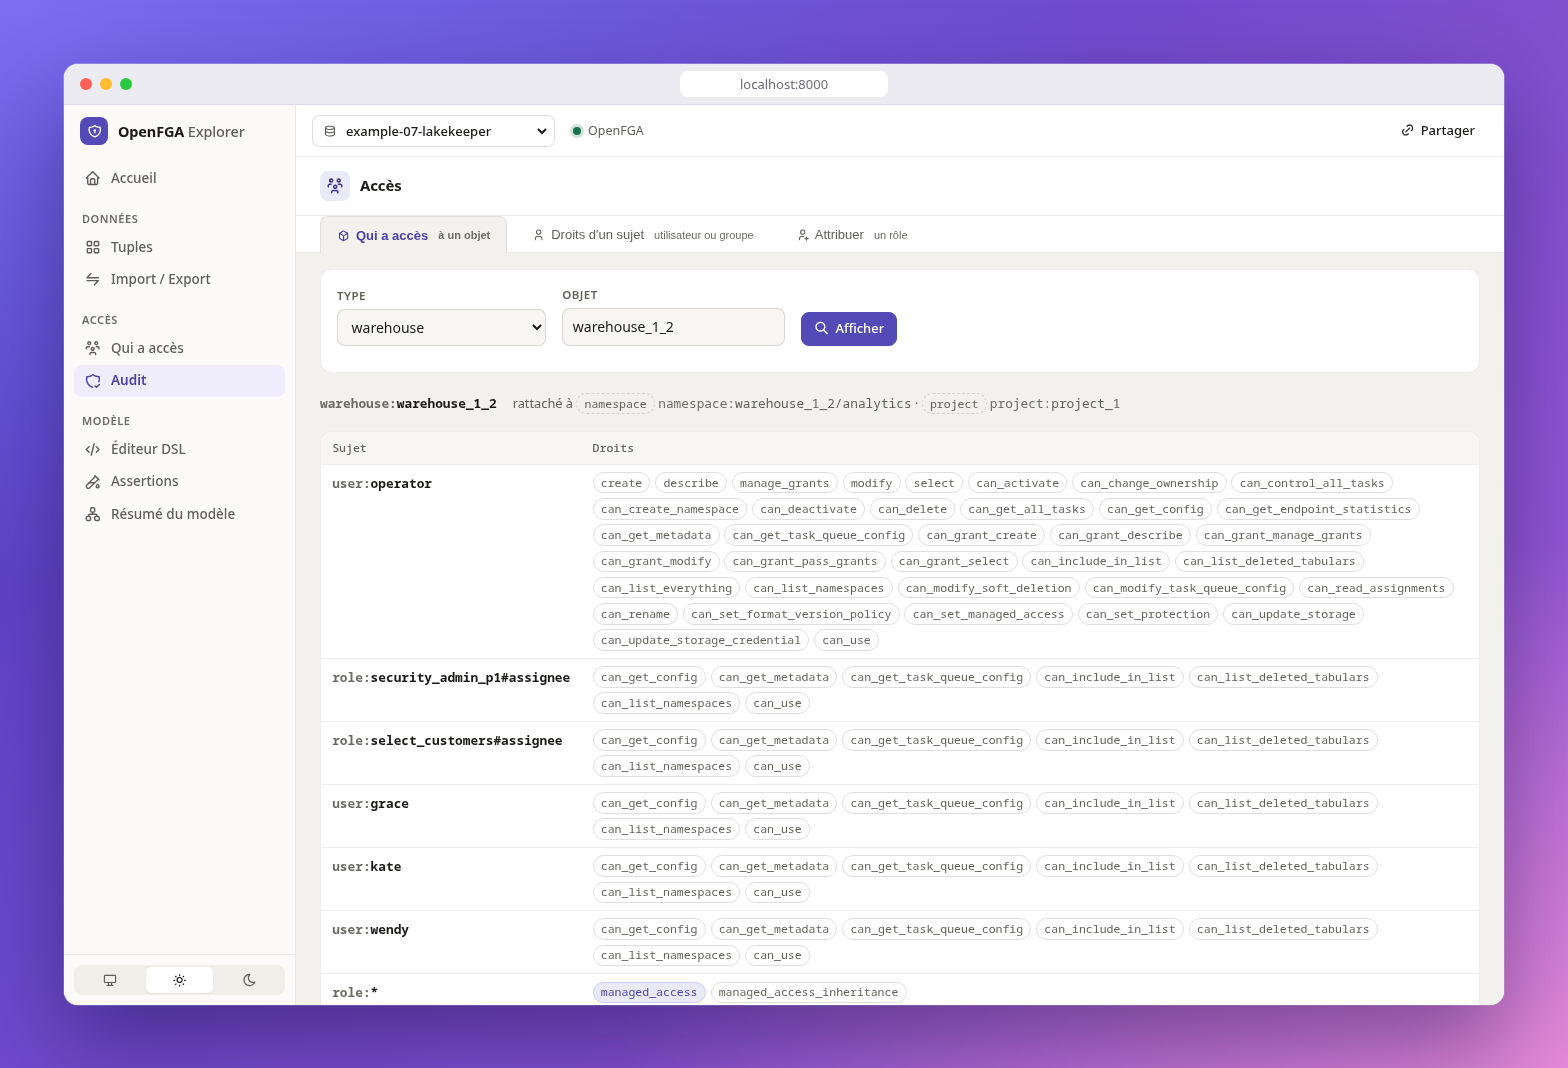 localhost:8000
OpenFGA Explorer
example-07-lakekeeper
OpenFGA
Partager
Accueil
DONNÉES
Tuples
Import / Export
ACCÈS
Qui a accès
Audit
MODÈLE
Éditeur DSL
Assertions
Résumé du modèle
Accès
Qui a accès à un objet
Droits d'un sujet utilisateur ou groupe
Attribuer un rôle
TYPE
OBJET
warehouse
warehouse_1_2
Afficher
warehouse:warehouse_1_2 rattaché à namespace namespace:warehouse_1_2/analytics · project project:project_1
Sujet Droits
user:operator create describe manage_grants modify select can_activate can_change_ownership can_control_all_tasks
can_create_namespace can_deactivate can_delete can_get_all_tasks can_get_config can_get_endpoint_statistics
can_get_metadata can_get_task_queue_config can_grant_create can_grant_describe can_grant_manage_grants
can_grant_modify can_grant_pass_grants can_grant_select can_include_in_list can_list_deleted_tabulars
can_list_everything can_list_namespaces can_modify_soft_deletion can_modify_task_queue_config can_read_assignments
can_rename can_set_format_version_policy can_set_managed_access can_set_protection can_update_storage
can_update_storage_credential can_use
role:security_admin_p1#assignee can_get_config can_get_metadata can_get_task_queue_config can_include_in_list can_list_deleted_tabulars
can_list_namespaces can_use
role:select_customers#assignee can_get_config can_get_metadata can_get_task_queue_config can_include_in_list can_list_deleted_tabulars
can_list_namespaces can_use
user:grace can_get_config can_get_metadata can_get_task_queue_config can_include_in_list can_list_deleted_tabulars
can_list_namespaces can_use
user:kate can_get_config can_get_metadata can_get_task_queue_config can_include_in_list can_list_deleted_tabulars
can_list_namespaces can_use
user:wendy can_get_config can_get_metadata can_get_task_queue_config can_include_in_list can_list_deleted_tabulars
can_list_namespaces can_use
role:* managed_access managed_access_inheritance